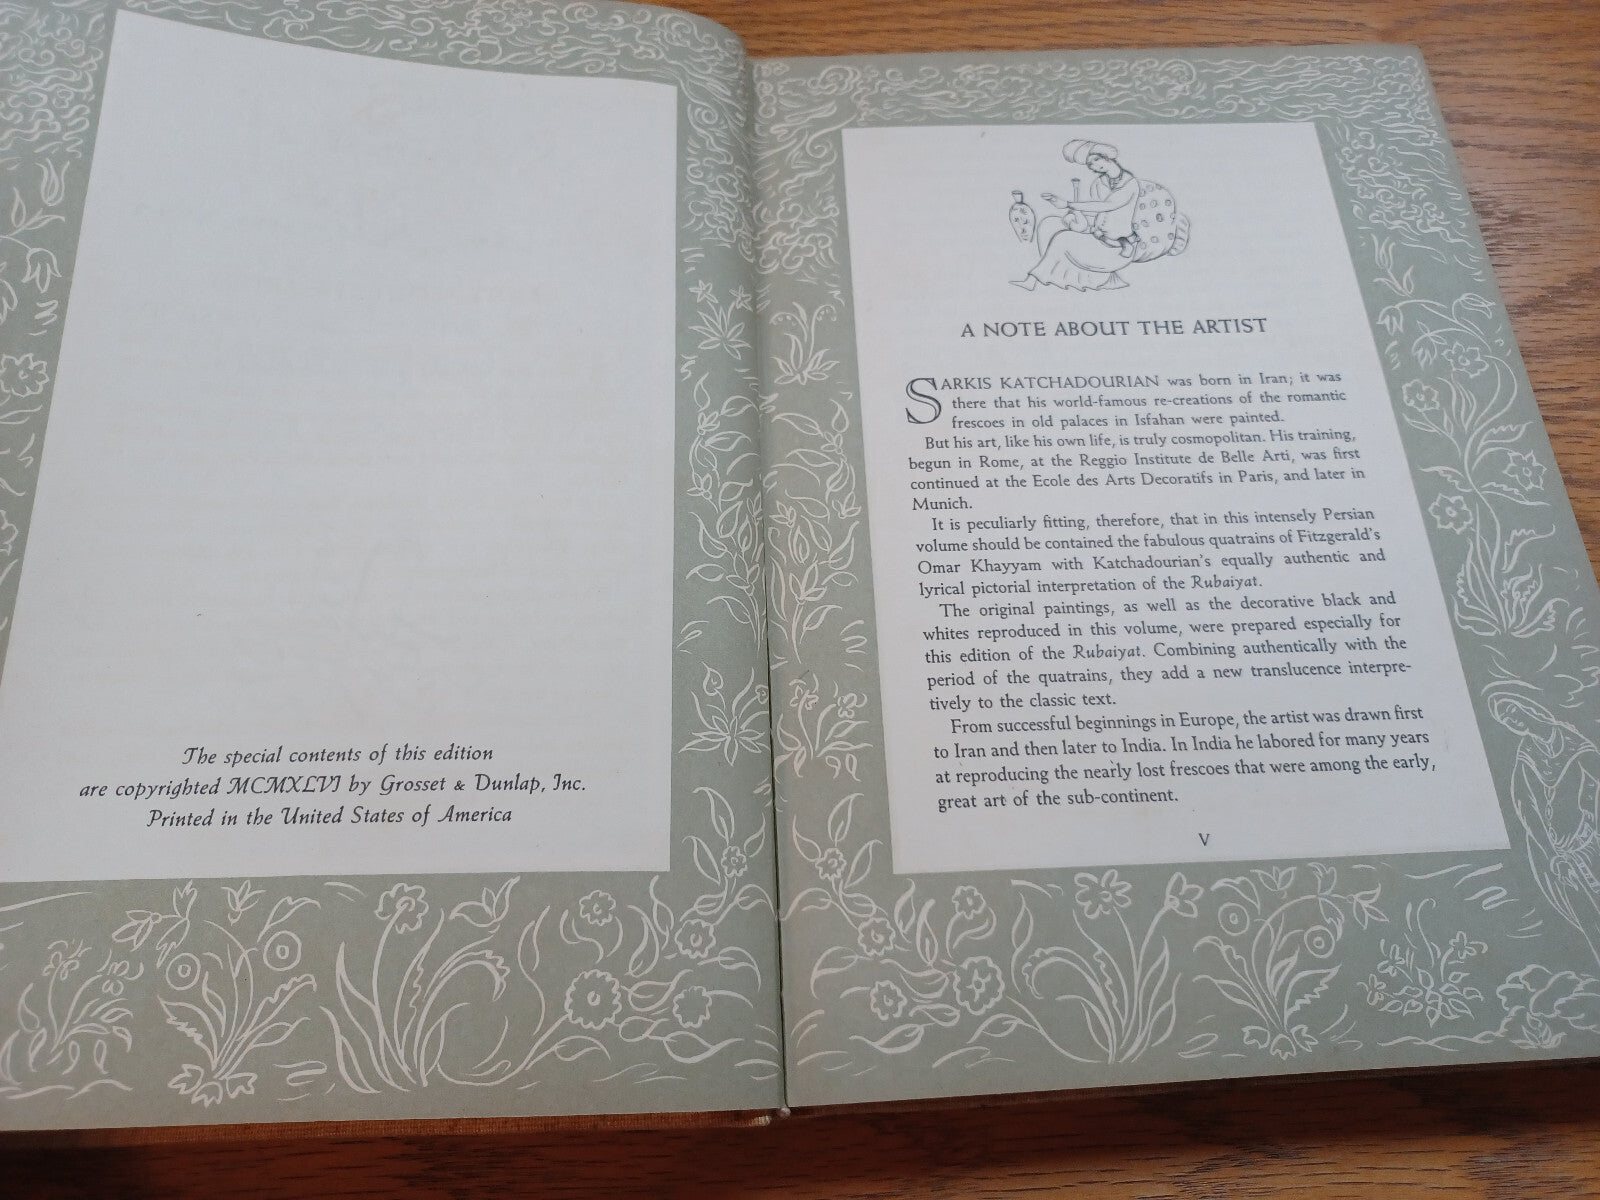 The special contents of this edition
are copyrighted MCMXLVI by Grosset & Dunlap, Inc.
Printed in the United States of America
A NOTE ABOUT THE ARTIST
SARKIS KATCHADOURIAN was born in Iran; it was
there that his world-famous re-creations of the romantic
frescoes in old palaces in Isfahan were painted.
But his art, like his own life, is truly cosmopolitan. His training,
begun in Rome, at the Reggio Institute de Belle Arti, was first
continued at the Ecole des Arts Decoratifs in Paris, and later in
Munich.
It is peculiarly fitting, therefore, that in this intensely Persian
volume should be contained the fabulous quatrains of Fitzgerald's
Omar Khayyam with Katchadourian's equally authentic and
lyrical pictorial interpretation of the Rubaiyat.
The original paintings, as well as the decorative black and
whites reproduced in this volume, were prepared especially for
this edition of the Rubaiyat. Combining authentically with the
period of the quatrains, they add a new translucence interpre-
tively to the classic text.
From successful beginnings in Europe, the artist was drawn first
to Iran and then later to India. In India he labored for many years
at reproducing the nearly lost frescoes that were among the early,
great art of the sub-continent.
V